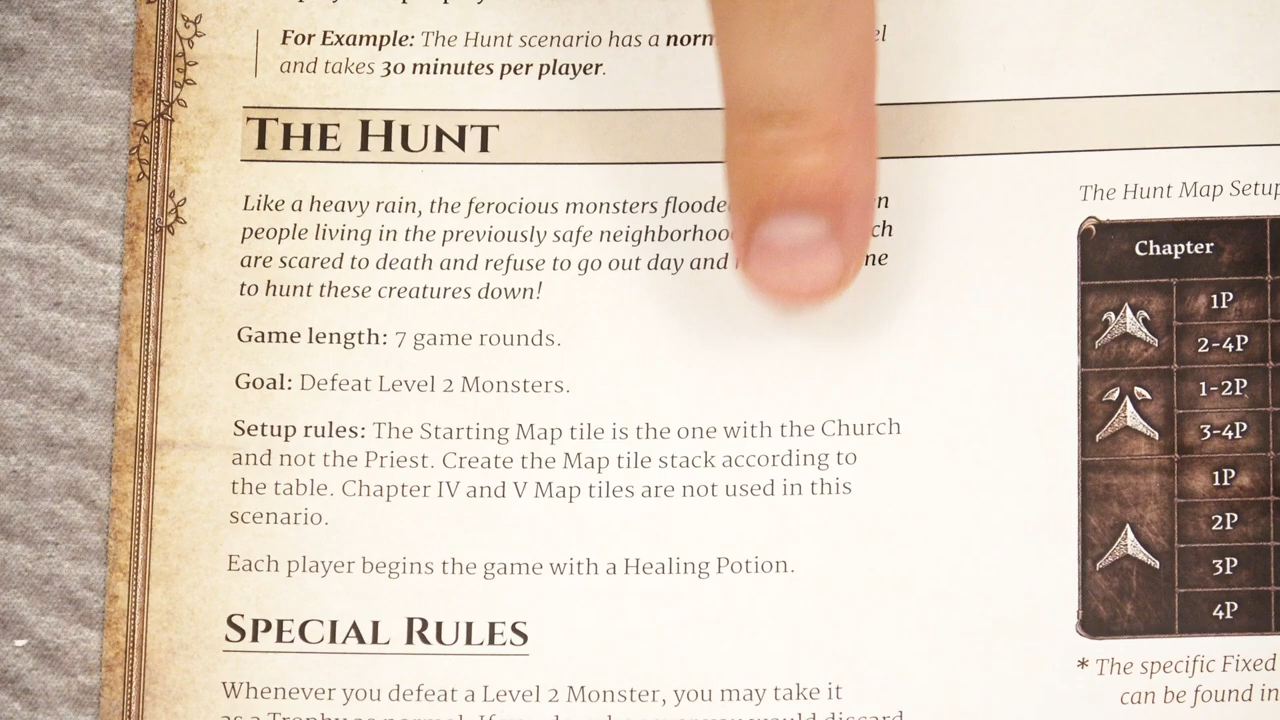 For Example: The Hunt scenario has a
and takes 30 minutes per player.
THE HUNT
Like a heavy rain, the ferocious monsters
people living in the previously safe
are scared to death and refuse to go out day and
to hunt these creatures down!
Game length: 7 game rounds.
Goal: Defeat Level 2 Monsters.
Setup rules: The Starting Map tile is the one with the Church
and not the Priest. Create the Map tile stack according to
the table. Chapter IV and V Map tiles are not used in this
scenario.
Each player begins the game with a Healing Potion.
SPECIAL RULES
Whenever you defeat a Level 2 Monster, you may take it
The Hunt Map Setup
Chapter
1P
2-4P
1-2P
3-4P
1P
2P
3P
4P
* The specific Fixed
can be found in